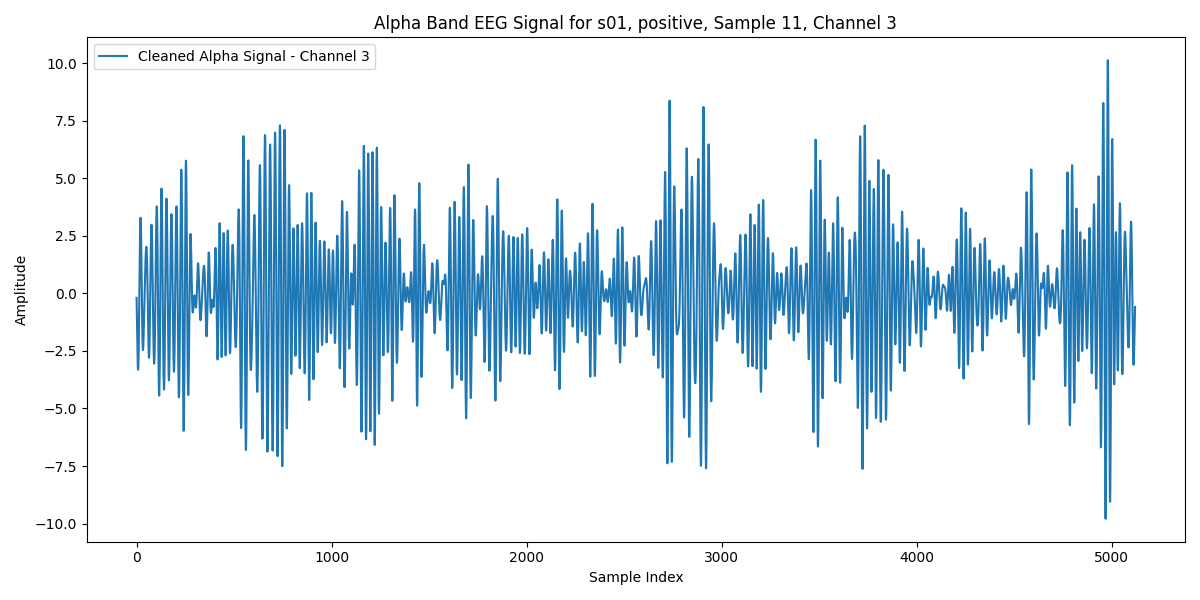 Alpha Band EEG Signal for s01, positive, Sample 11, Channel 3
Cleaned Alpha Signal - Channel 3
10.0
7.5
5.0
2.5
0.0
−2.5
−5.0
−7.5
−10.0
Amplitude
0 1000 2000 3000 4000 5000
Sample Index